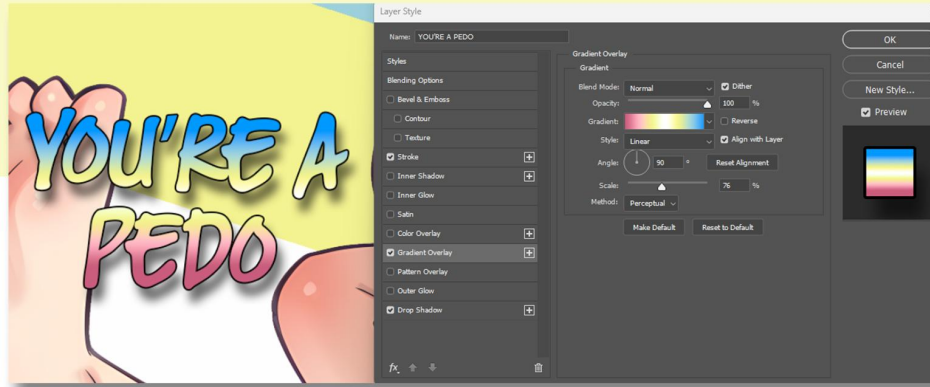 YOU'RE A
PEDO
Layer Style
Name: YOU'RE A PEDO
Styles
Blending Options
Bevel & Emboss
Contour
Texture
Stroke
Inner Shadow
Inner Glow
Satin
Color Overlay
Gradient Overlay
Pattern Overlay
Outer Glow
Drop Shadow
fx
Gradient Overlay
Gradient
Blend Mode: Normal Dither
Opacity: 100 %
Gradient: Reverse
Style: Linear Align with Layer
Angle: 90 ° Reset Alignment
Scale: 76 %
Method: Perceptual
Make Default Reset to Default
OK
Cancel
New Style...
Preview